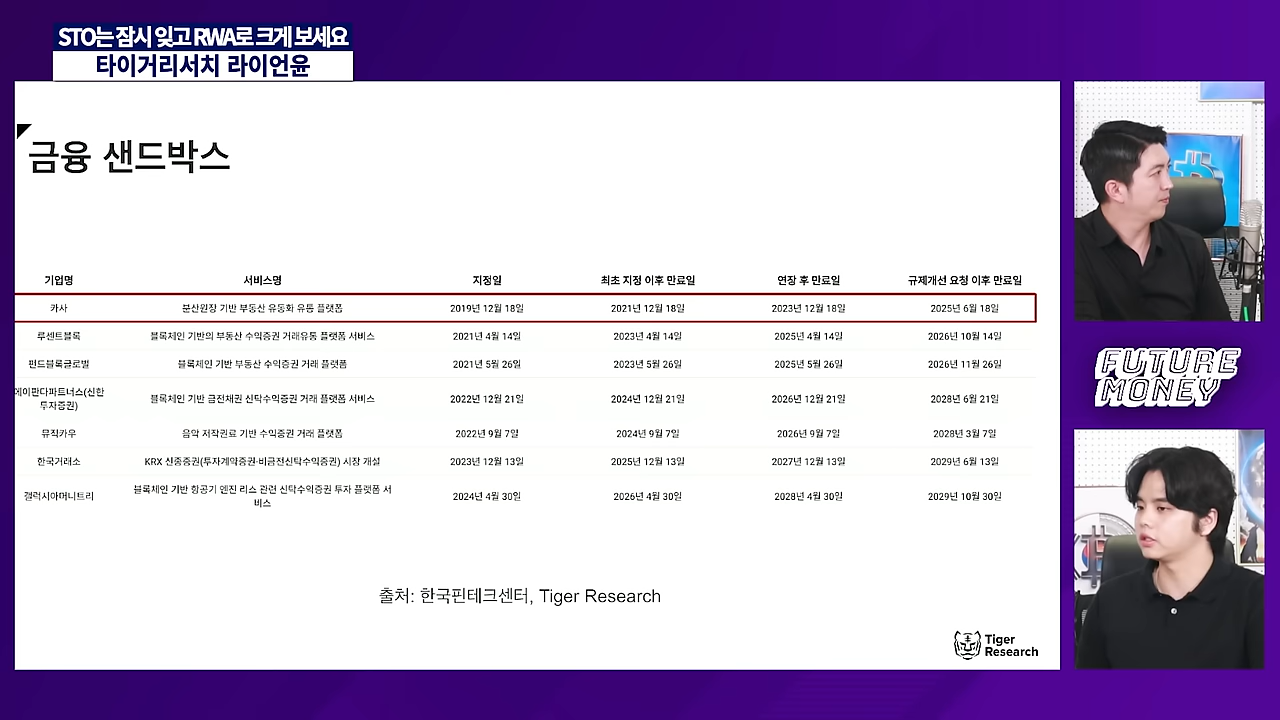 STO는 잠시 잊고 RWA로 크게 보세요
타이거리서치 라이언윤
금융 샌드박스
기업명 서비스명 지정일 최초 지정 이후 만료일 연장 후 만료일 규제개선 요청 이후 만료일
카사 분산원장 기반 부동산 유동화 유통 플랫폼 2019년 12월 18일 2021년 12월 18일 2023년 12월 18일 2025년 6월 18일
루센트블록 블록체인 기반의 부동산 수익증권 거래유통 플랫폼 서비스 2021년 4월 14일 2023년 4월 14일 2025년 4월 14일 2026년 10월 14일
펀드블록글로벌 블록체인 기반 부동산 수익증권 거래 플랫폼 2021년 5월 26일 2023년 5월 26일 2025년 5월 26일 2026년 11월 26일
에이판다파트너스(신한
투자증권) 블록체인 기반 금전채권 신탁수익증권 거래 플랫폼 서비스 2022년 12월 21일 2024년 12월 21일 2026년 12월 21일 2028년 6월 21일
뮤직카우 음악 저작권료 기반 수익증권 거래 플랫폼 2022년 9월 7일 2024년 9월 7일 2026년 9월 7일 2028년 3월 7일
한국거래소 KRX 신종증권(투자계약증권·비금전신탁수익증권) 시장 개설 2023년 12월 13일 2025년 12월 13일 2027년 12월 13일 2029년 6월 13일
갤럭시아머니트리 블록체인 기반 항공기 엔진 리스 관련 신탁수익증권 투자 플랫폼 서
비스 2024년 4월 30일 2026년 4월 30일 2028년 4월 30일 2029년 10월 30일
출처: 한국핀테크센터, Tiger Research
Tiger
Research
FUTURE
MONEY